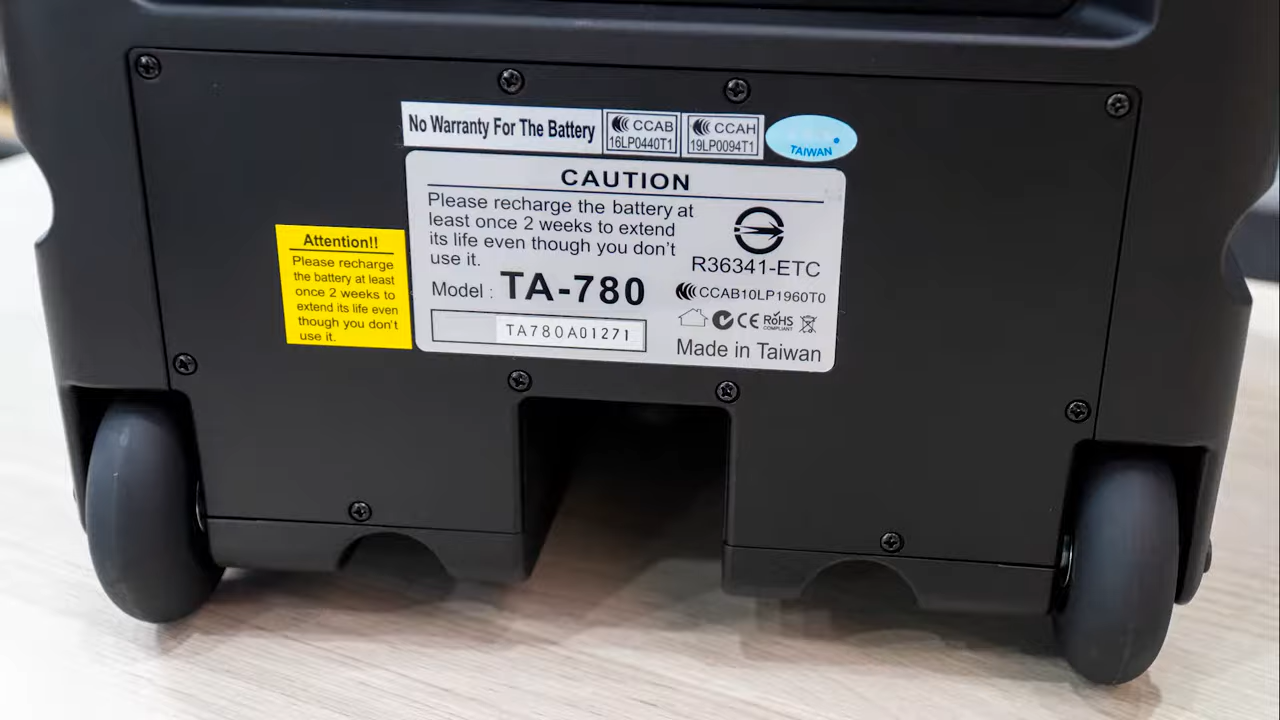 No Warranty For The Battery
CCAB
16LP0440T1
CCAH
19LP0094T1
TAIWAN
CAUTION
Please recharge the battery at
least once 2 weeks to extend
its life even though you don't
use it.
Model : TA-780
TA780A01271
R36341-ETC
CCAB10LP1960T0
CE RoHS
COMPLIANT
Made in Taiwan
Attention!!
Please recharge
the battery at least
once 2 weeks to
extend its life even
though you don't
use it.